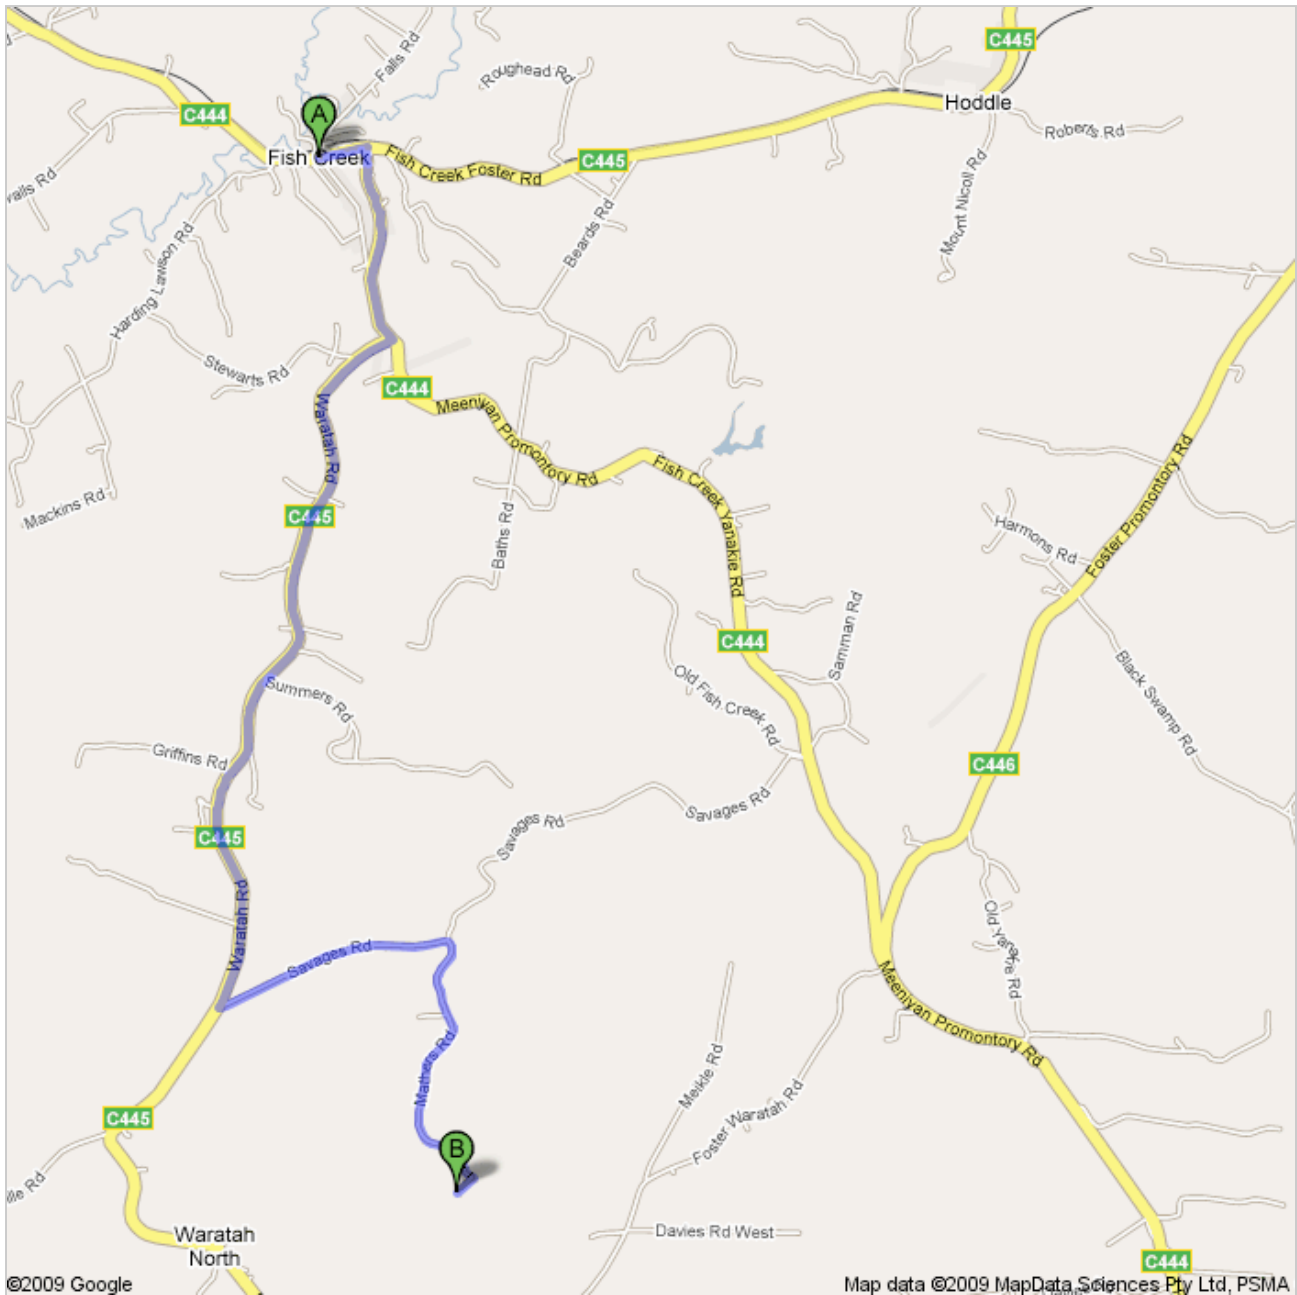 C445
Falls Rd
Roughead Rd
Hoddle
C444
A
Roberts Rd
Fish Creek
Fish Creek Foster Rd
C445
Mount Nicoll Rd
Beards Rd
Harding Lawson Rd
Stewarts Rd
C444
Meeniyan Promontory Rd
Waratah Rd
Fish Creek Yanakie Rd
Foster Promontory Rd
Mackins Rd
C445
Baths Rd
Harmons Rd
C444
Samman Rd
Old Fish Creek Rd
Black Swamp Rd
Summers Rd
Griffins Rd
C446
Savages Rd
Savages Rd
C445
Waratah Rd
Savages Rd
Meeniyan Promontory Rd
Mathers Rd
Meikle Rd
Foster Waratah Rd
C445
B
Davies Rd West
Waratah
North
C444
©2009 Google
Map data ©2009 MapData Sciences Pty Ltd, PSMA